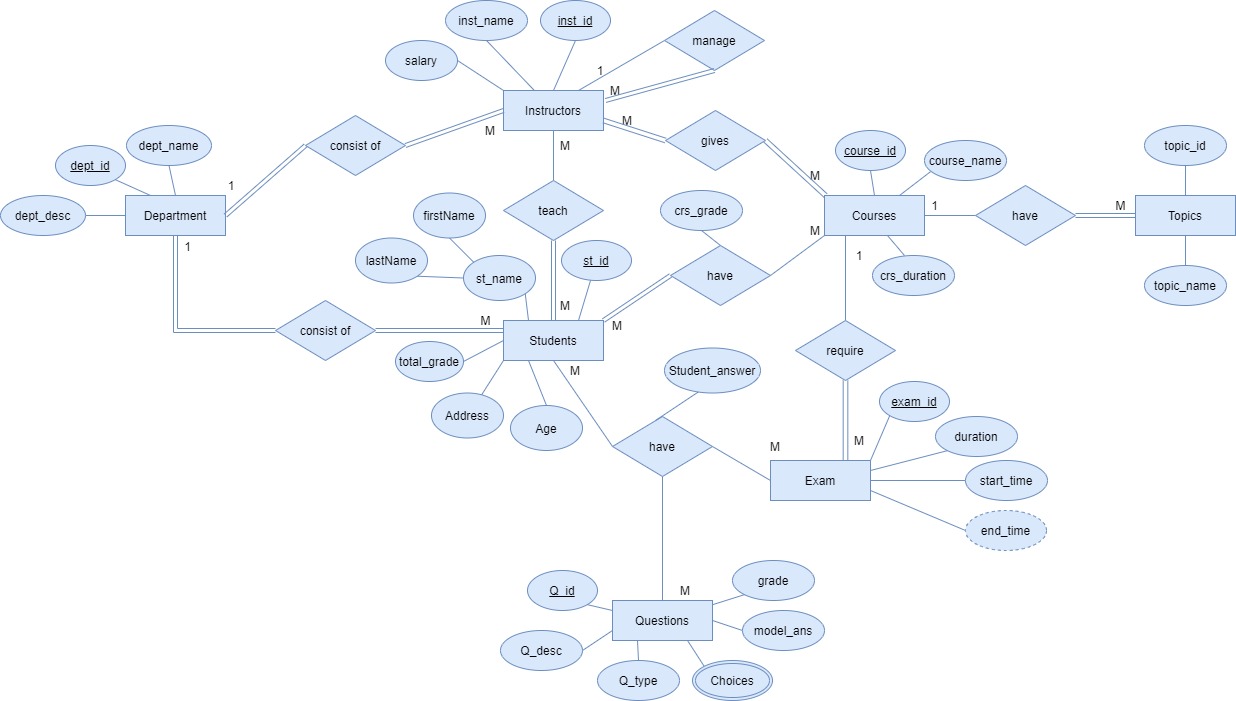 inst_name
inst_id
manage
salary
1
M
Instructors
M
M
gives
consist of
M
dept_name
dept_id
1
course_id
course_name
topic_id
M
dept_desc
Department
teach
firstName
crs_grade
M
Courses
1
have
M
Topics
1
lastName
st_name
st_id
have
1
crs_duration
topic_name
M
M
M
consist of
Students
require
total_grade
M
Student_answer
Address
Age
exam_id
have
M
M
duration
Exam
start_time
end_time
Q_id
M
grade
Questions
model_ans
Q_desc
Q_type
Choices